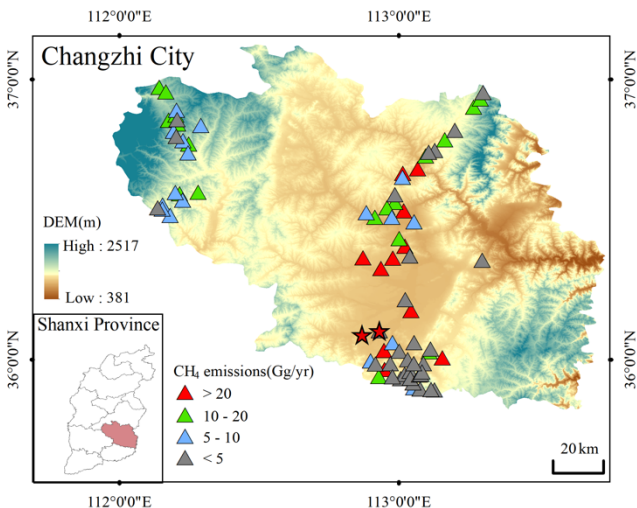 112°0'0"E
113°0'0"E
Changzhi City
37°0'0"N
37°0'0"N
DEM(m)
High : 2517
Low : 381
Shanxi Province
36°0'0"N
36°0'0"N
CH₄ emissions(Gg/yr)
> 20
10 - 20
5 - 10
< 5
20 km
112°0'0"E
113°0'0"E